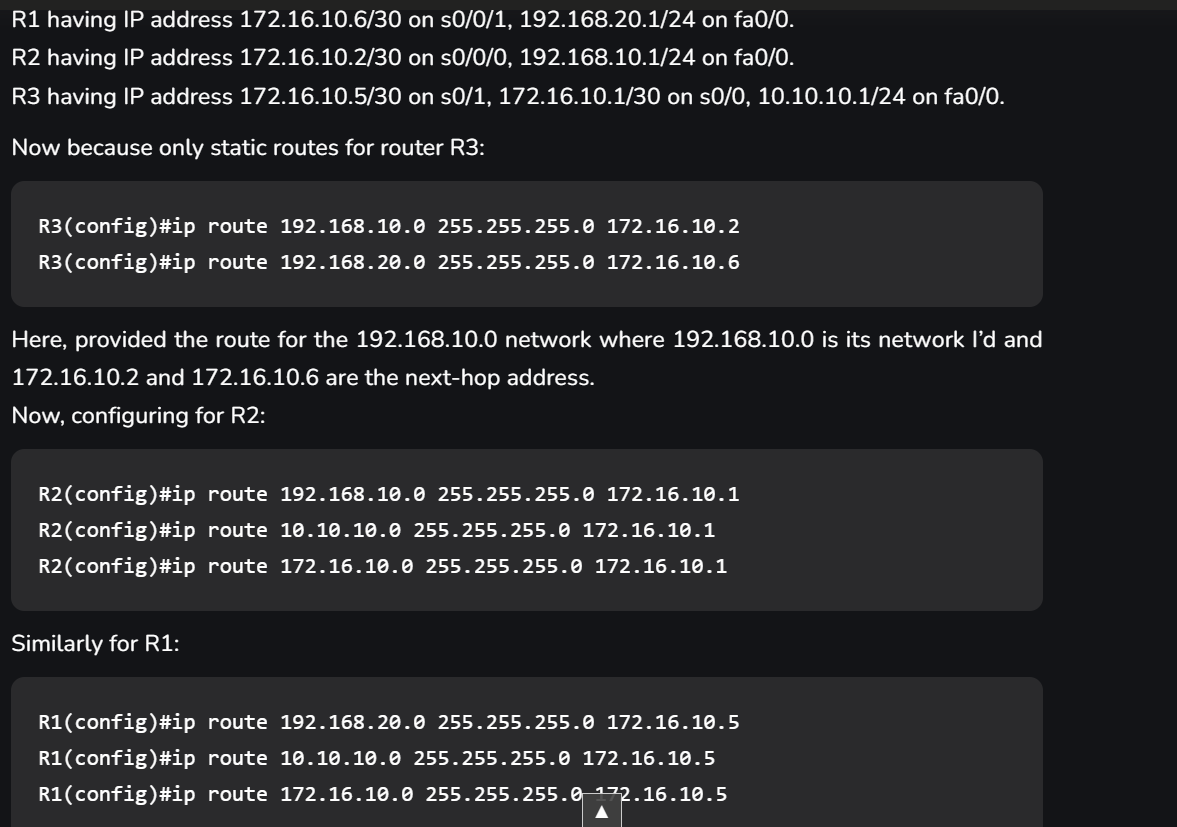 R1 having IP address 172.16.10.6/30 on s0/0/1, 192.168.20.1/24 on fa0/0.
R2 having IP address 172.16.10.2/30 on s0/0/0, 192.168.10.1/24 on fa0/0.
R3 having IP address 172.16.10.5/30 on s0/1, 172.16.10.1/30 on s0/0, 10.10.10.1/24 on fa0/0.
Now because only static routes for router R3:
R3(config)#ip route 192.168.10.0 255.255.255.0 172.16.10.2
R3(config)#ip route 192.168.20.0 255.255.255.0 172.16.10.6
Here, provided the route for the 192.168.10.0 network where 192.168.10.0 is its network I’d and
172.16.10.2 and 172.16.10.6 are the next-hop address.
Now, configuring for R2:
R2(config)#ip route 192.168.10.0 255.255.255.0 172.16.10.1
R2(config)#ip route 10.10.10.0 255.255.255.0 172.16.10.1
R2(config)#ip route 172.16.10.0 255.255.255.0 172.16.10.1
Similarly for R1:
R1(config)#ip route 192.168.20.0 255.255.255.0 172.16.10.5
R1(config)#ip route 10.10.10.0 255.255.255.0 172.16.10.5
R1(config)#ip route 172.16.10.0 255.255.255.0 172.16.10.5